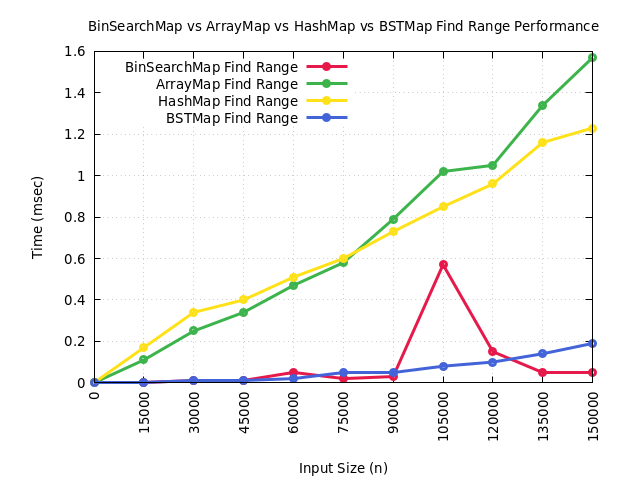 BinSearchMap vs ArrayMap vs HashMap vs BSTMap Find Range Performance
BinSearchMap Find Range
ArrayMap Find Range
HashMap Find Range
BSTMap Find Range
Time (msec)
1.6
1.4
1.2
1
0.8
0.6
0.4
0.2
0
0
15000
30000
45000
60000
75000
90000
105000
120000
135000
150000
Input Size (n)